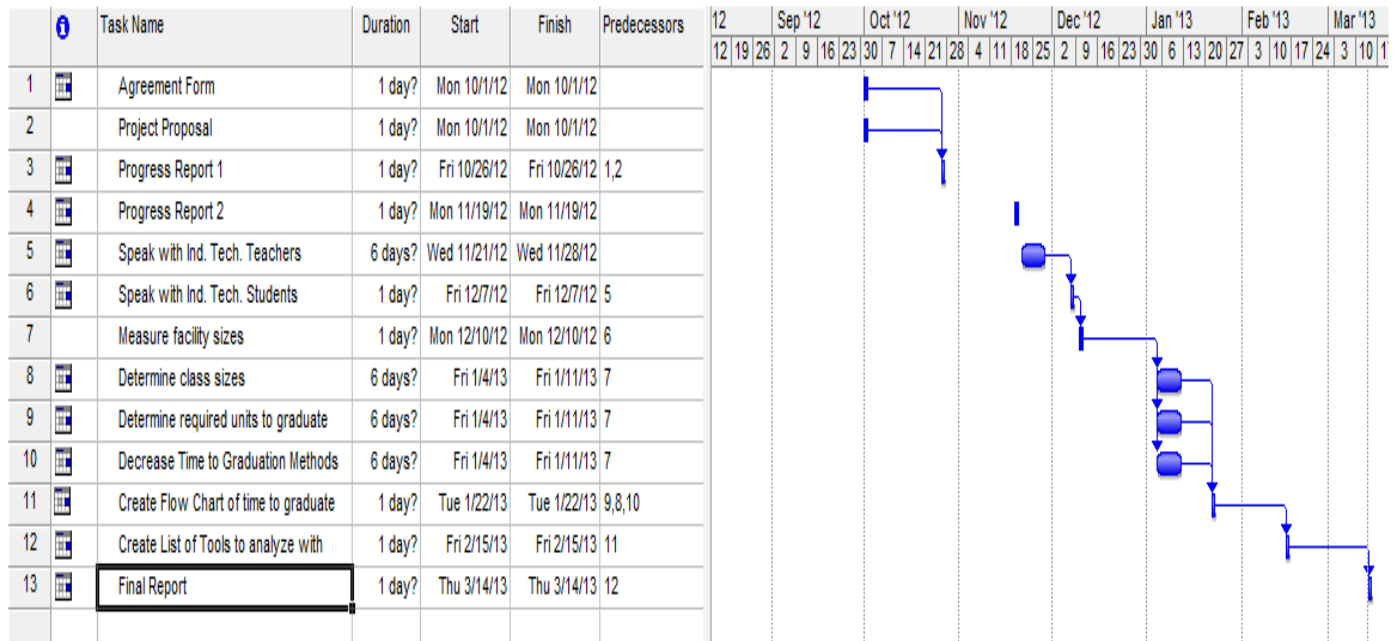 Task Name Duration Start Finish Predecessors 12 Sep '12 Oct '12 Nov '12 Dec '12 Jan '13 Feb '13 Mar '13
12 19 26 2 9 16 23 30 7 14 21 28 4 11 18 25 2 9 16 23 30 6 13 20 27 3 10 17 24 3 10 1
1 Agreement Form 1 day? Mon 10/1/12 Mon 10/1/12
2 Project Proposal 1 day? Mon 10/1/12 Mon 10/1/12
3 Progress Report 1 1 day? Fri 10/26/12 Fri 10/26/12 1,2
4 Progress Report 2 1 day? Mon 11/19/12 Mon 11/19/12
5 Speak with Ind. Tech. Teachers 6 days? Wed 11/21/12 Wed 11/28/12
6 Speak with Ind. Tech. Students 1 day? Fri 12/7/12 Fri 12/7/12 5
7 Measure facility sizes 1 day? Mon 12/10/12 Mon 12/10/12 6
8 Determine class sizes 6 days? Fri 1/4/13 Fri 1/11/13 7
9 Determine required units to graduate 6 days? Fri 1/4/13 Fri 1/11/13 7
10 Decrease Time to Graduation Methods 6 days? Fri 1/4/13 Fri 1/11/13 7
11 Create Flow Chart of time to graduate 1 day? Tue 1/22/13 Tue 1/22/13 9,8,10
12 Create List of Tools to analyze with 1 day? Fri 2/15/13 Fri 2/15/13 11
13 Final Report 1 day? Thu 3/14/13 Thu 3/14/13 12